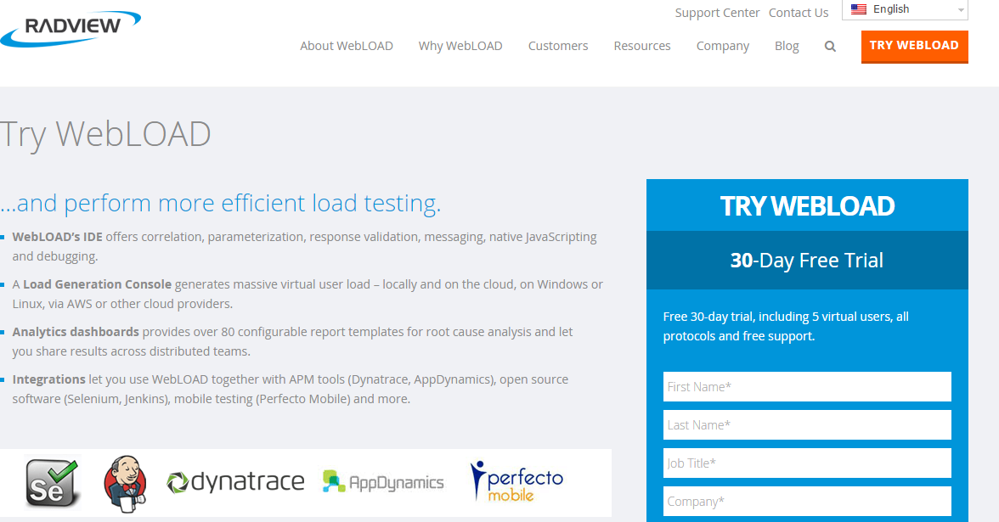 RADVIEW
Support Center
Contact Us
English
About WebLOAD
Why WebLOAD
Customers
Resources
Company
Blog
TRY WEBLOAD
Try WebLOAD
...and perform more efficient load testing.
WebLOAD’s IDE offers correlation, parameterization, response validation, messaging, native JavaScripting
and debugging.
A Load Generation Console generates massive virtual user load – locally and on the cloud, on Windows or
Linux, via AWS or other cloud providers.
Analytics dashboards provides over 80 configurable report templates for root cause analysis and let
you share results across distributed teams.
Integrations let you use WebLOAD together with APM tools (Dynatrace, AppDynamics), open source
software (Selenium, Jenkins), mobile testing (Perfecto Mobile) and more.
Se
dynatrace
AppDynamics
perfecto
mobile
TRY WEBLOAD
30-Day Free Trial
Free 30-day trial, including 5 virtual users, all
protocols and free support.
First Name*
Last Name*
Job Title*
Company*